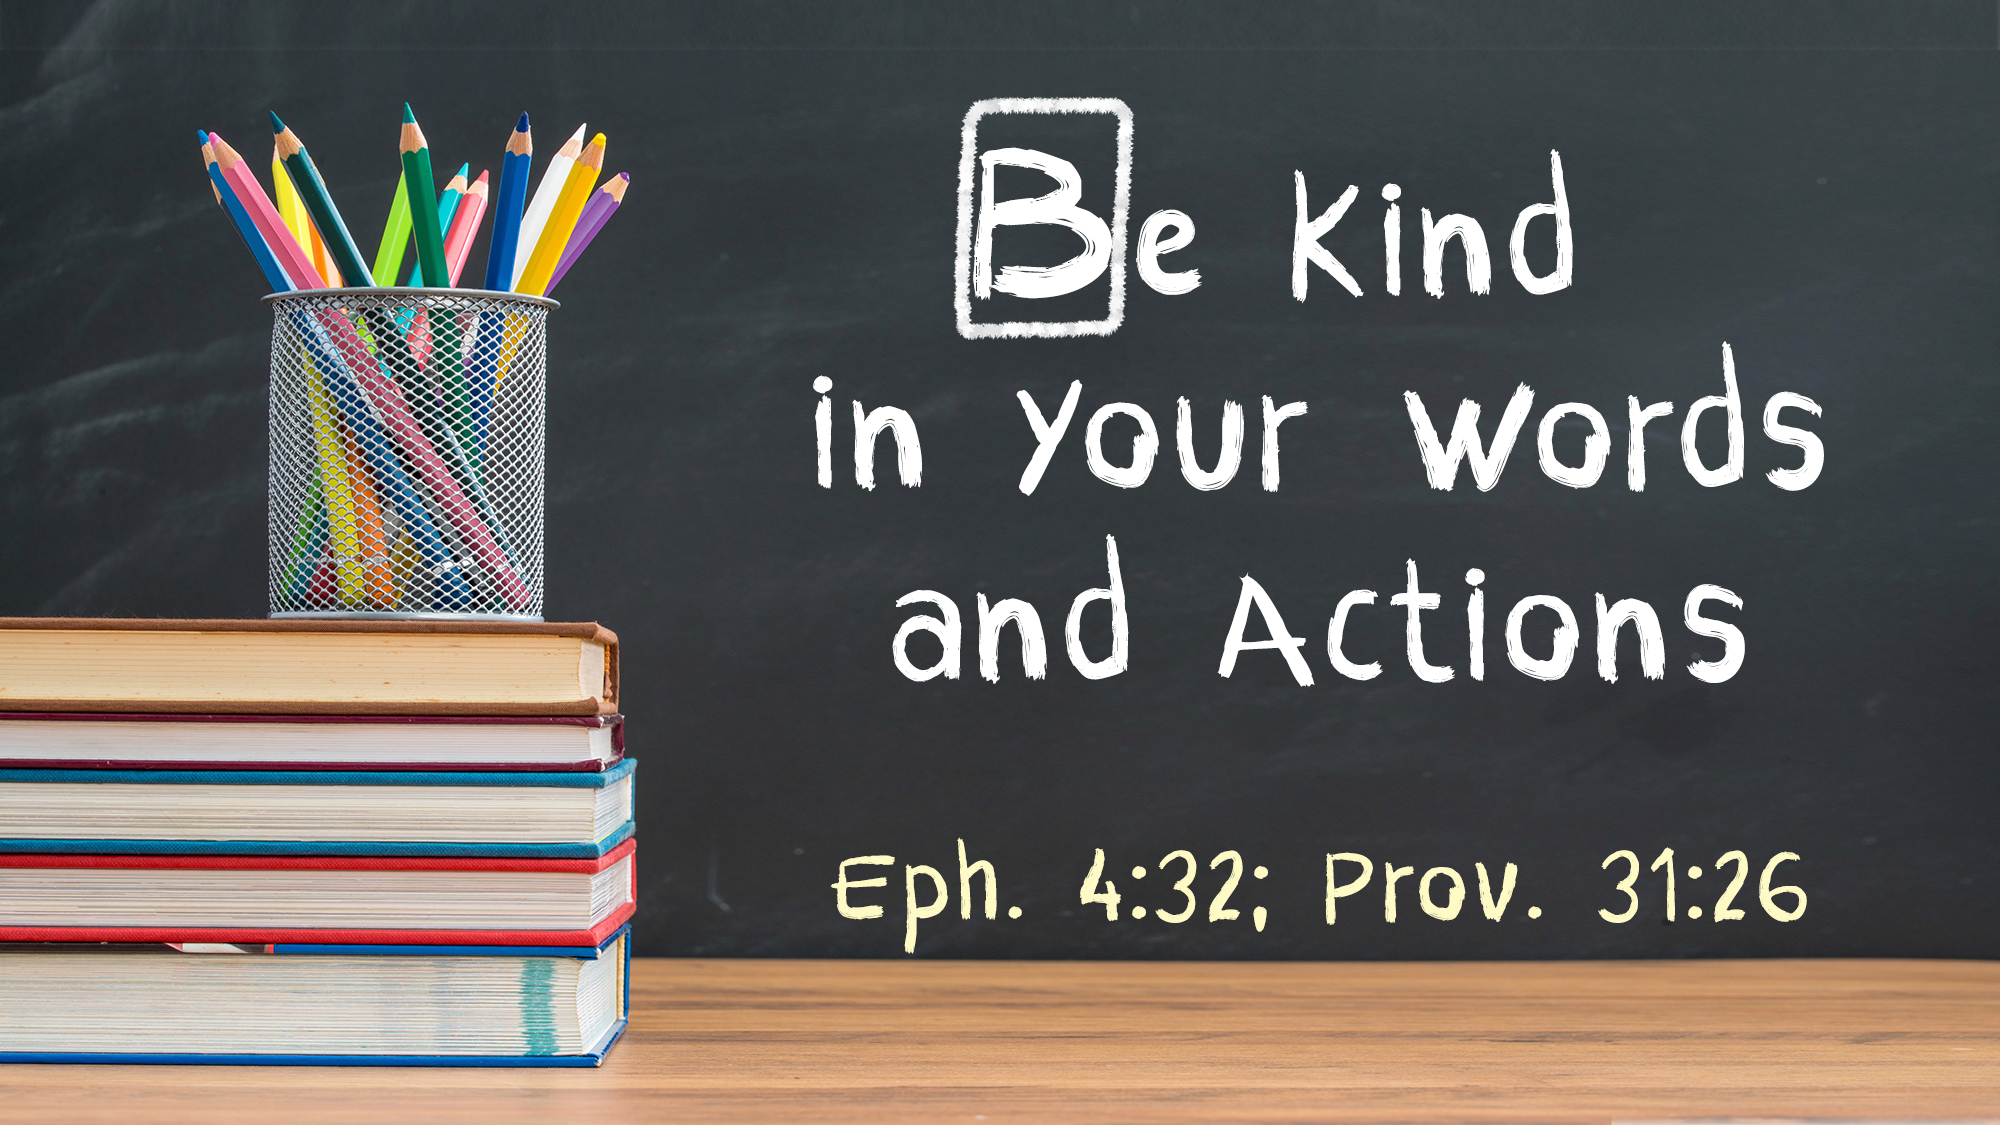 Be Kind
in your words
and Actions
Eph. 4:32; Prov. 31:26